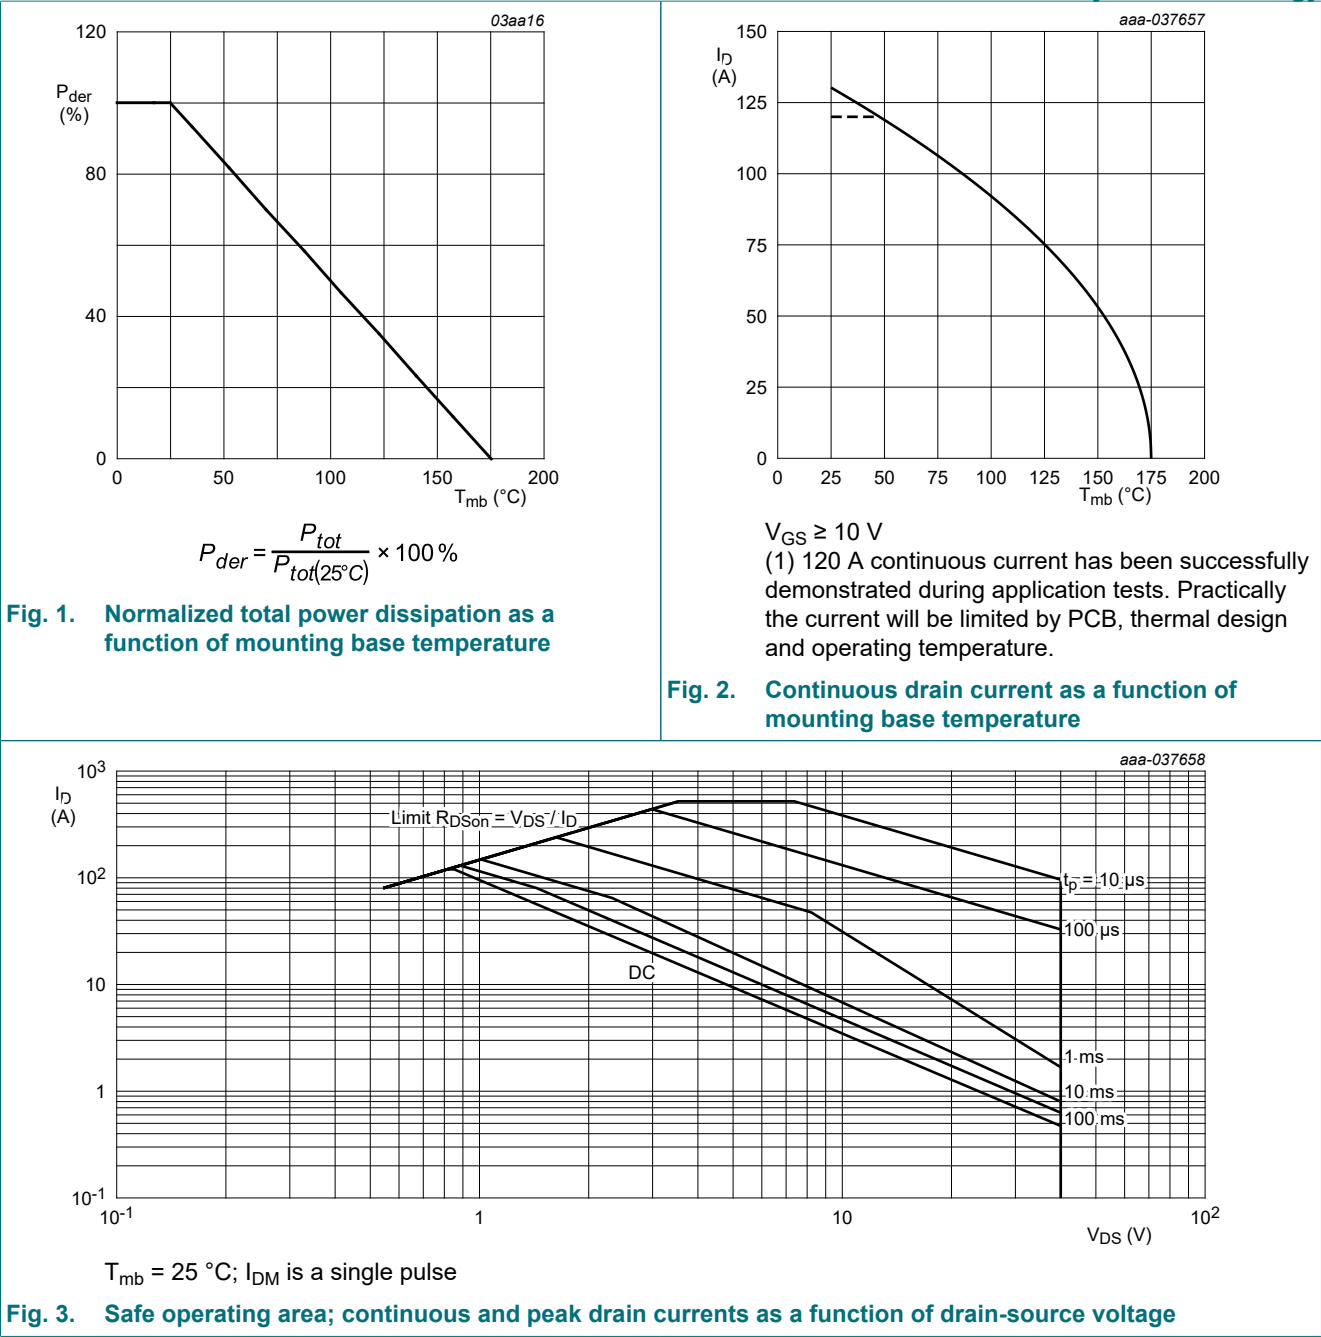 03aa16
120
P_der
(%)
80
40
0
0 50 100 150 200
T_mb (°C)
P_der = P_tot / P_tot(25°C) × 100 %
Fig. 1. Normalized total power dissipation as a
function of mounting base temperature
aaa-037657
150
I_D
(A)
125
100
75
50
25
0
0 25 50 75 100 125 150 175 200
T_mb (°C)
V_GS ≥ 10 V
(1) 120 A continuous current has been successfully
demonstrated during application tests. Practically
the current will be limited by PCB, thermal design
and operating temperature.
Fig. 2. Continuous drain current as a function of
mounting base temperature
aaa-037658
10^3
I_D
(A)
Limit R_DSon = V_DS / I_D
10^2
t_p = 10 µs
100 µs
DC
10
1 ms
1
10 ms
100 ms
10^-1
10^-1 1 10 10^2
V_DS (V)
T_mb = 25 °C; I_DM is a single pulse
Fig. 3. Safe operating area; continuous and peak drain currents as a function of drain-source voltage